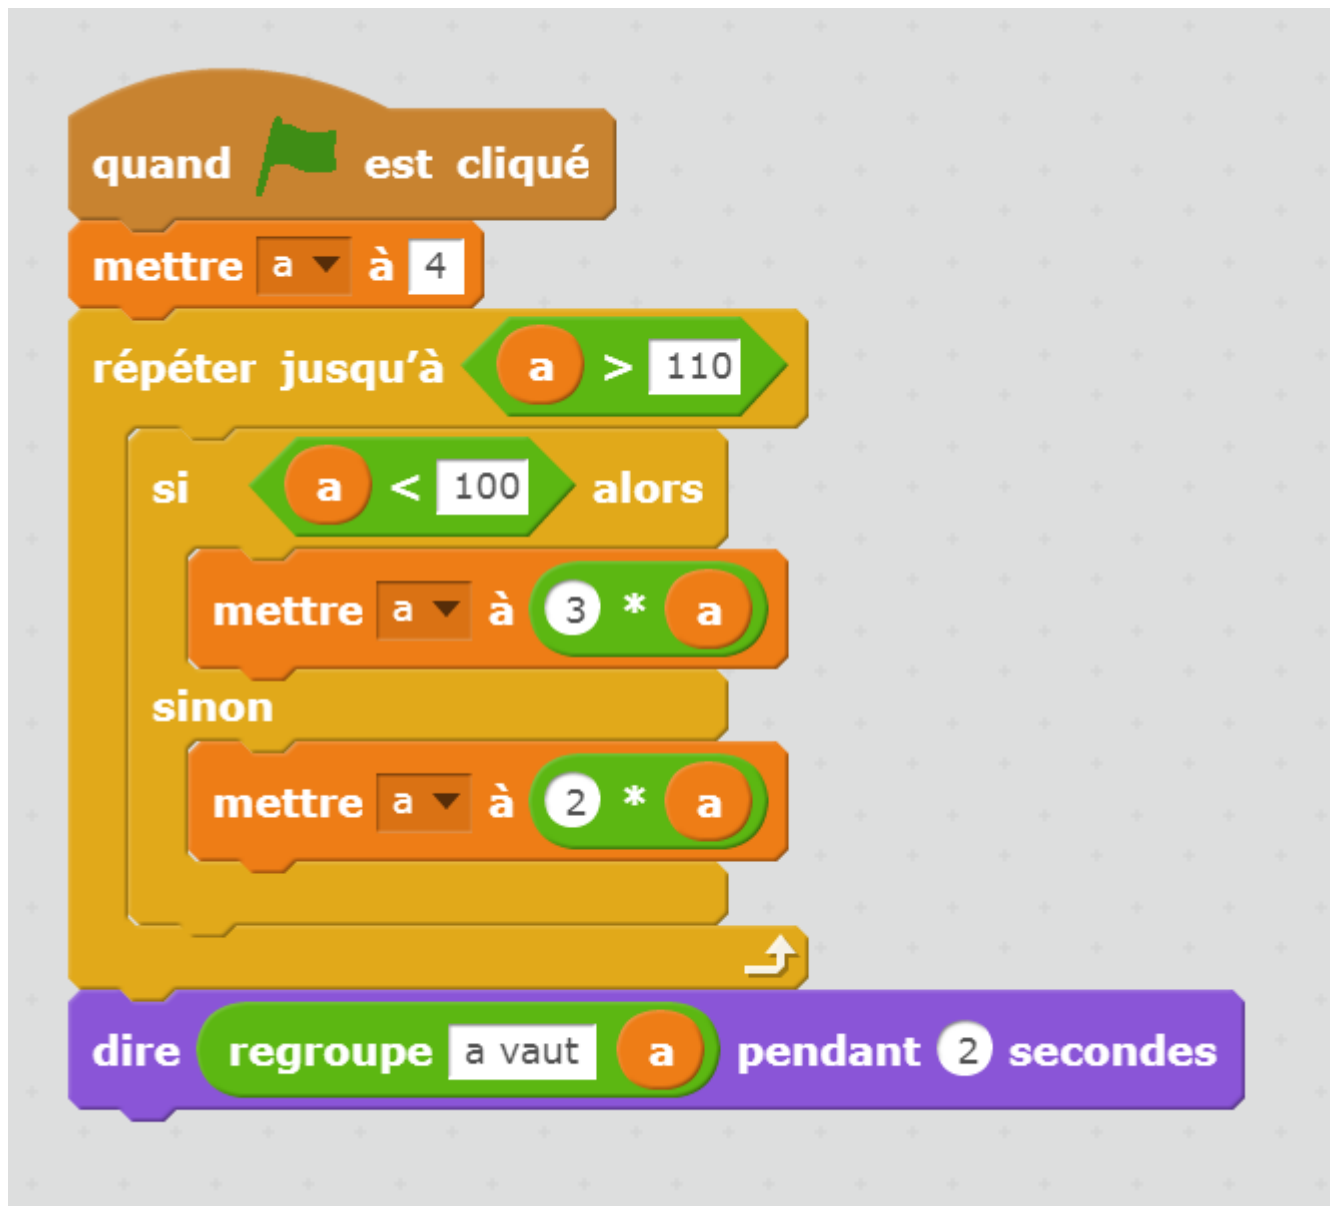 quand est cliqué
mettre a à 4
répéter jusqu’à a > 110
si a < 100 alors
mettre a à 3 * a
sinon
mettre a à 2 * a
dire regroupe a vaut a pendant 2 secondes